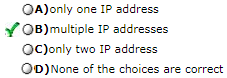 A)only one IP address
B)multiple IP addresses
C)only two IP address
D)None of the choices are correct